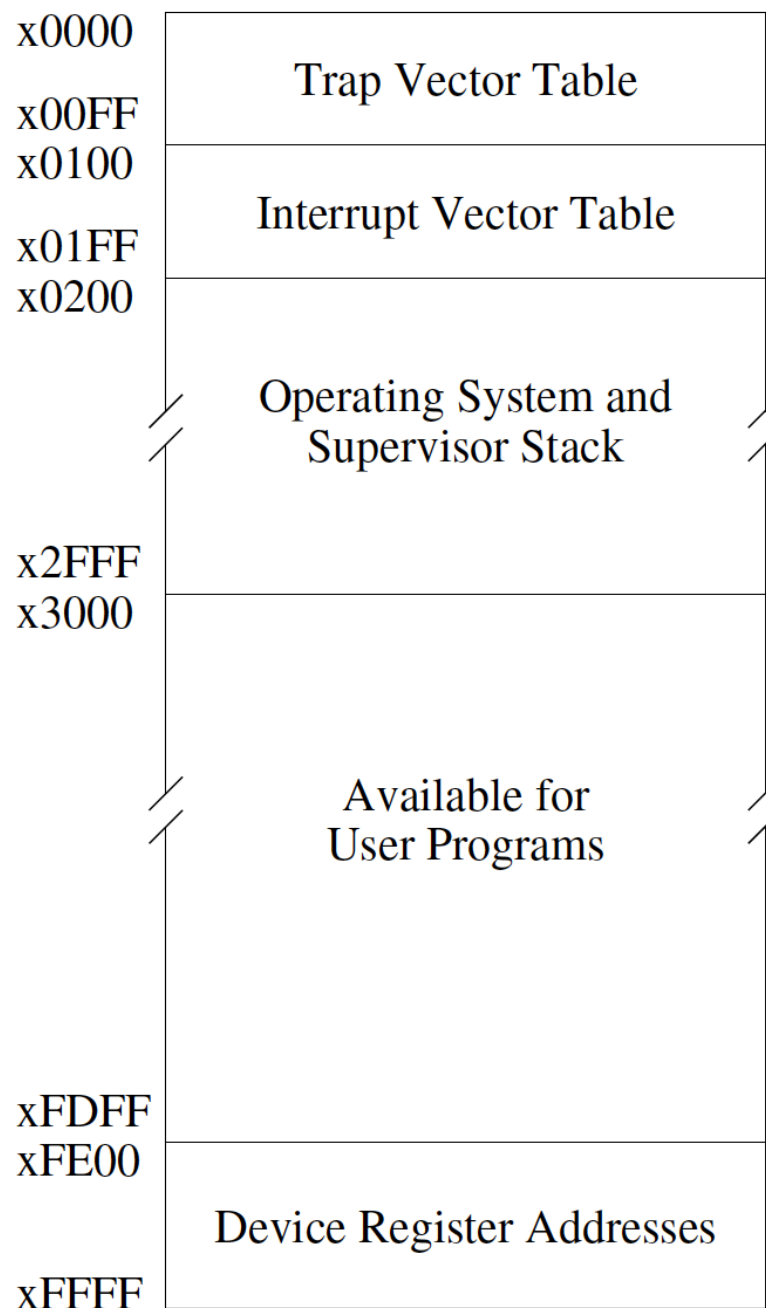 x0000
Trap Vector Table
x00FF
x0100
Interrupt Vector Table
x01FF
x0200
Operating System and
Supervisor Stack
x2FFF
x3000
Available for
User Programs
xFDFF
xFE00
Device Register Addresses
xFFFF